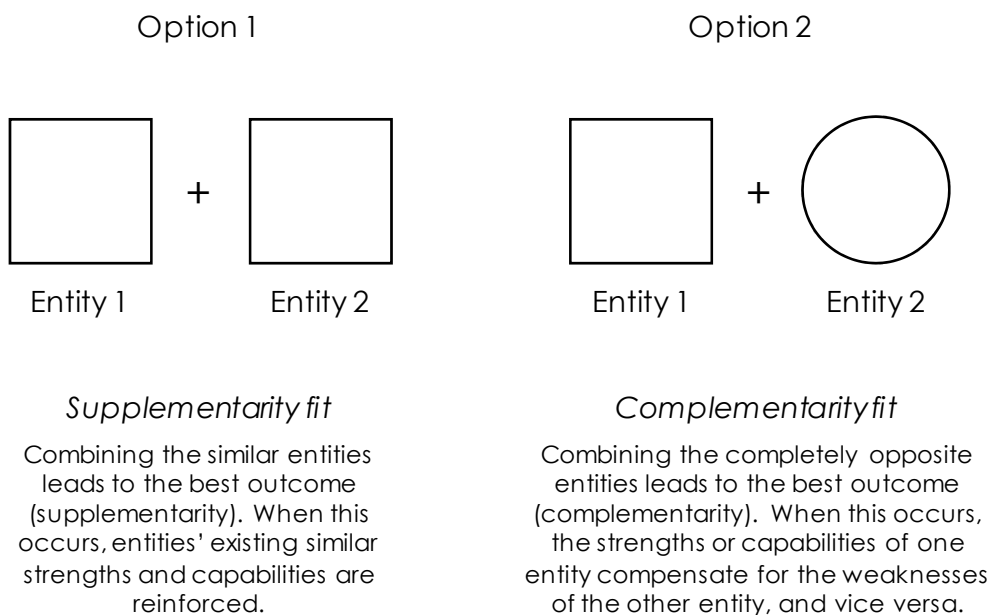 Option 1
+
Entity 1
Entity 2
Supplementarity fit
Combining the similar entities
leads to the best outcome
(supplementarity). When this
occurs, entities’ existing similar
strengths and capabilities are
reinforced.
Option 2
+
Entity 1
Entity 2
Complementarity fit
Combining the completely opposite
entities leads to the best outcome
(complementarity). When this occurs,
the strengths or capabilities of one
entity compensate for the weaknesses
of the other entity, and vice versa.